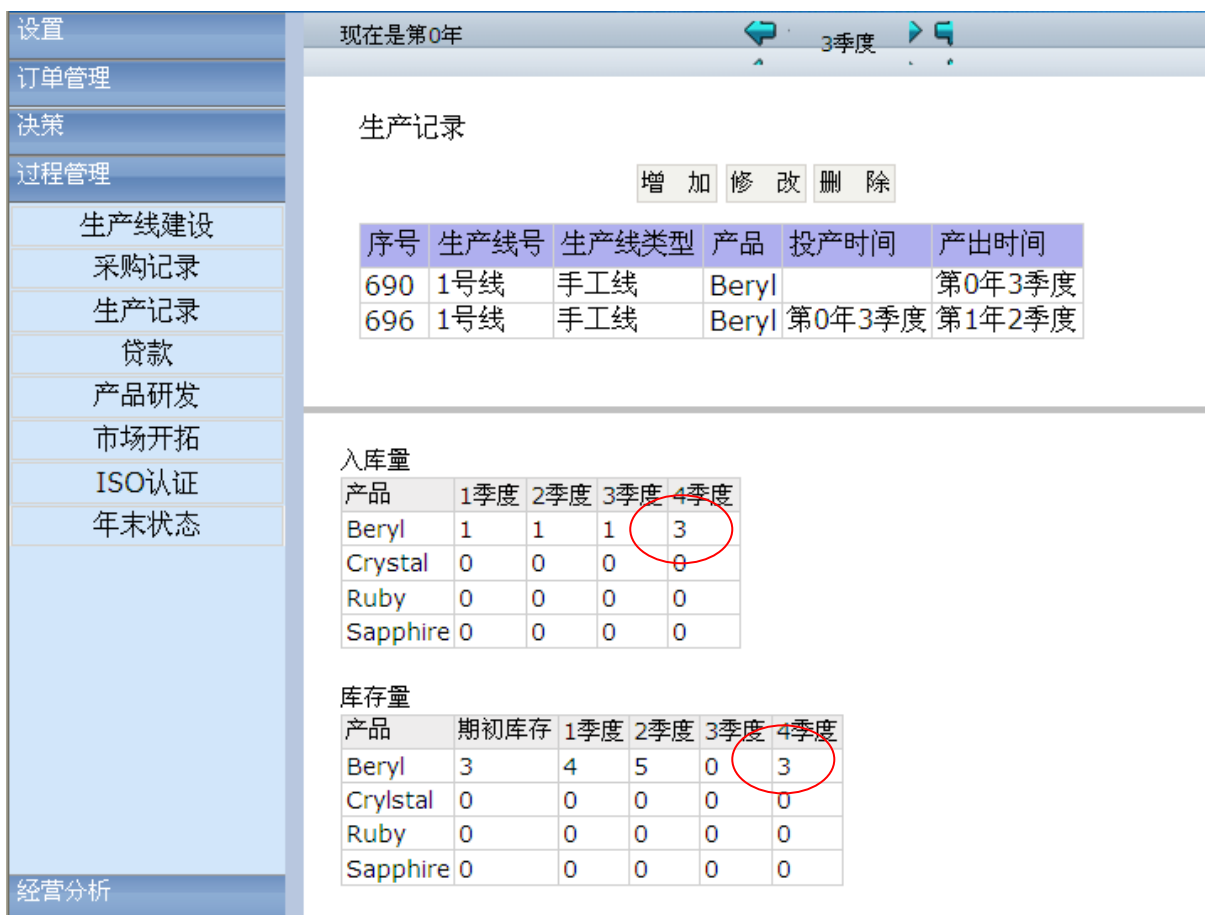 设置
订单管理
决策
过程管理
生产线建设
采购记录
生产记录
贷款
产品研发
市场开拓
ISO认证
年末状态
经营分析
现在是第0年 3季度
生产记录
增 加 修 改 删 除
序号 生产线号 生产线类型 产品 投产时间 产出时间
690 1号线 手工线 Beryl 第0年3季度
696 1号线 手工线 Beryl 第0年3季度 第1年2季度
入库量
产品 1季度 2季度 3季度 4季度
Beryl 1 1 1 3
Crystal 0 0 0 0
Ruby 0 0 0 0
Sapphire 0 0 0 0
库存量
产品 期初库存 1季度 2季度 3季度 4季度
Beryl 3 4 5 0 3
Crylstal 0 0 0 0 0
Ruby 0 0 0 0 0
Sapphire 0 0 0 0 0